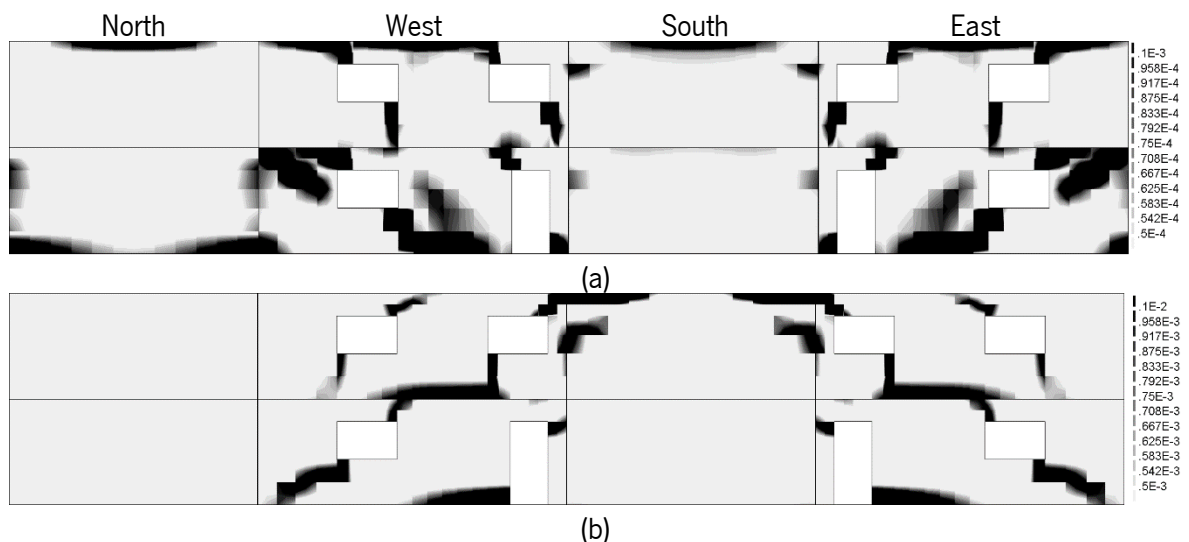 North West South East
.1E-3
.958E-4
.917E-4
.875E-4
.833E-4
.792E-4
.75E-4
.708E-4
.667E-4
.625E-4
.583E-4
.542E-4
.5E-4
(a)
.1E-2
.958E-3
.917E-3
.875E-3
.833E-3
.792E-3
.75E-3
.708E-3
.667E-3
.625E-3
.583E-3
.542E-3
.5E-3
(b)